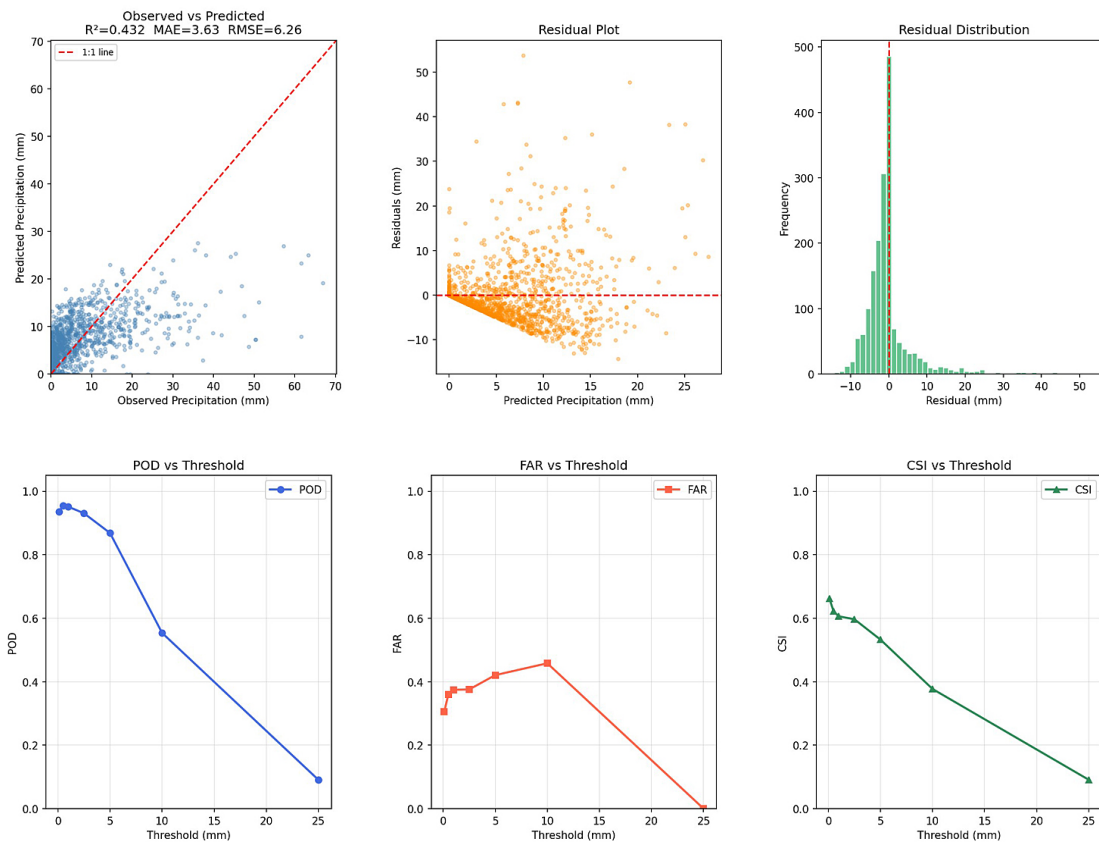 Observed vs Predicted
R²=0.432 MAE=3.63 RMSE=6.26
1:1 line
70
60
50
40
30
20
10
0
Predicted Precipitation (mm)
0 10 20 30 40 50 60 70
Observed Precipitation (mm)
Residual Plot
50
40
30
20
10
0
−10
Residuals (mm)
0 5 10 15 20 25
Predicted Precipitation (mm)
Residual Distribution
500
400
300
200
100
0
Frequency
−10 0 10 20 30 40 50
Residual (mm)
POD vs Threshold
POD
1.0
0.8
0.6
0.4
0.2
0.0
POD
0 5 10 15 20 25
Threshold (mm)
FAR vs Threshold
FAR
1.0
0.8
0.6
0.4
0.2
0.0
FAR
0 5 10 15 20 25
Threshold (mm)
CSI vs Threshold
CSI
1.0
0.8
0.6
0.4
0.2
0.0
CSI
0 5 10 15 20 25
Threshold (mm)